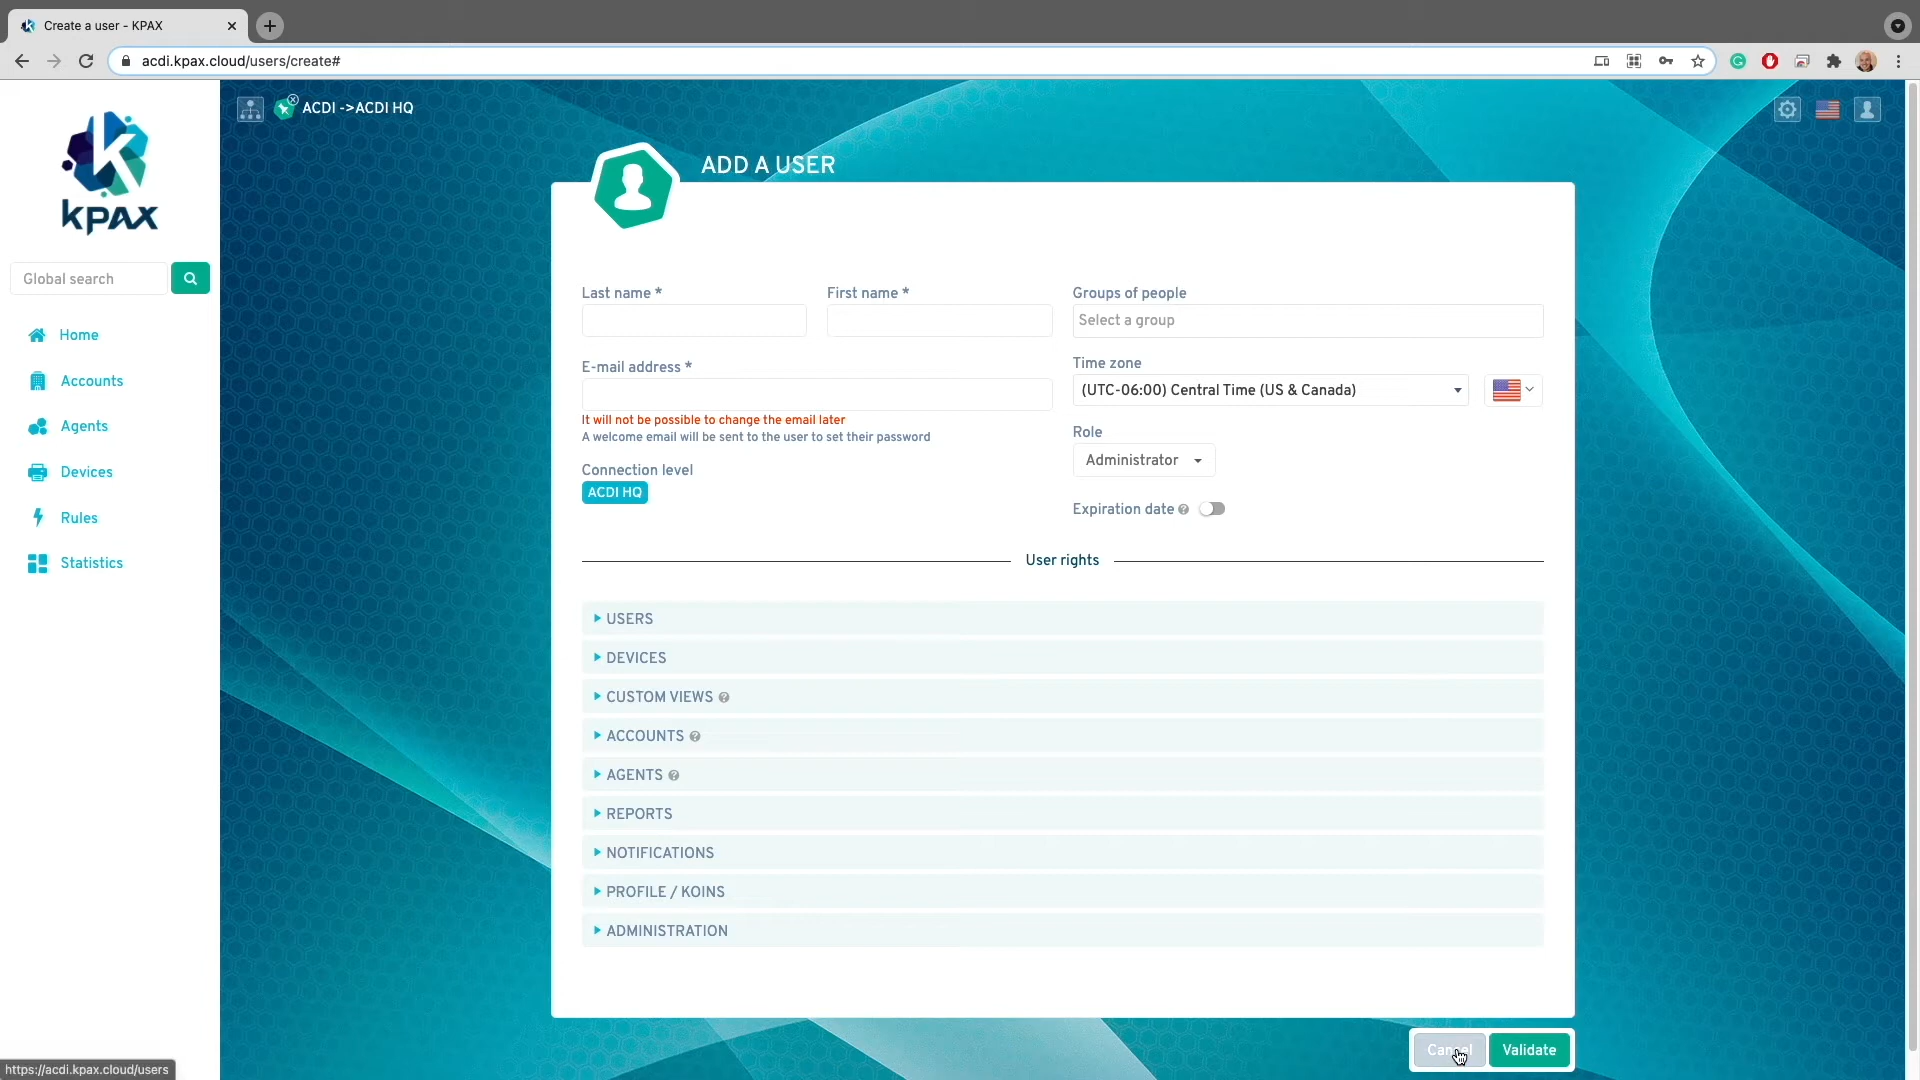 Create a user - KPAX
acdi.kpax.cloud/users/create#
ACDI ->ACDI HQ
kpax
Global search
Home
Accounts
Agents
Devices
Rules
Statistics
ADD A USER
Last name *
First name *
Groups of people
Select a group
E-mail address *
It will not be possible to change the email later
A welcome email will be sent to the user to set their password
Time zone
(UTC-06:00) Central Time (US & Canada)
Role
Administrator
Connection level
ACDI HQ
Expiration date
User rights
USERS
DEVICES
CUSTOM VIEWS
ACCOUNTS
AGENTS
REPORTS
NOTIFICATIONS
PROFILE / KOINS
ADMINISTRATION
Cancel
Validate
https://acdi.kpax.cloud/users